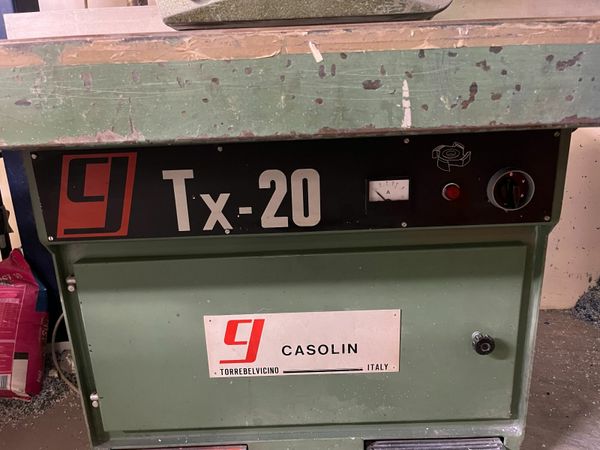 Tx-20
A
CASOLIN
TORREBELVICINO ITALY